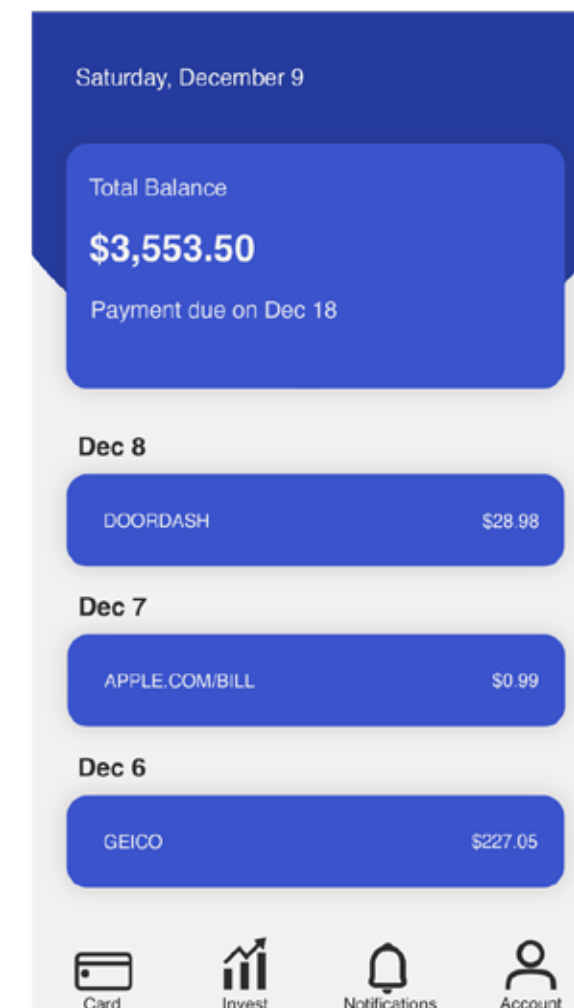 Saturday, December 9
Total Balance
$3,553.50
Payment due on Dec 18
Dec 8
DOORDASH $28.98
Dec 7
APPLE.COM/BILL $0.99
Dec 6
GEICO $227.05
Card Invest Notifications Account